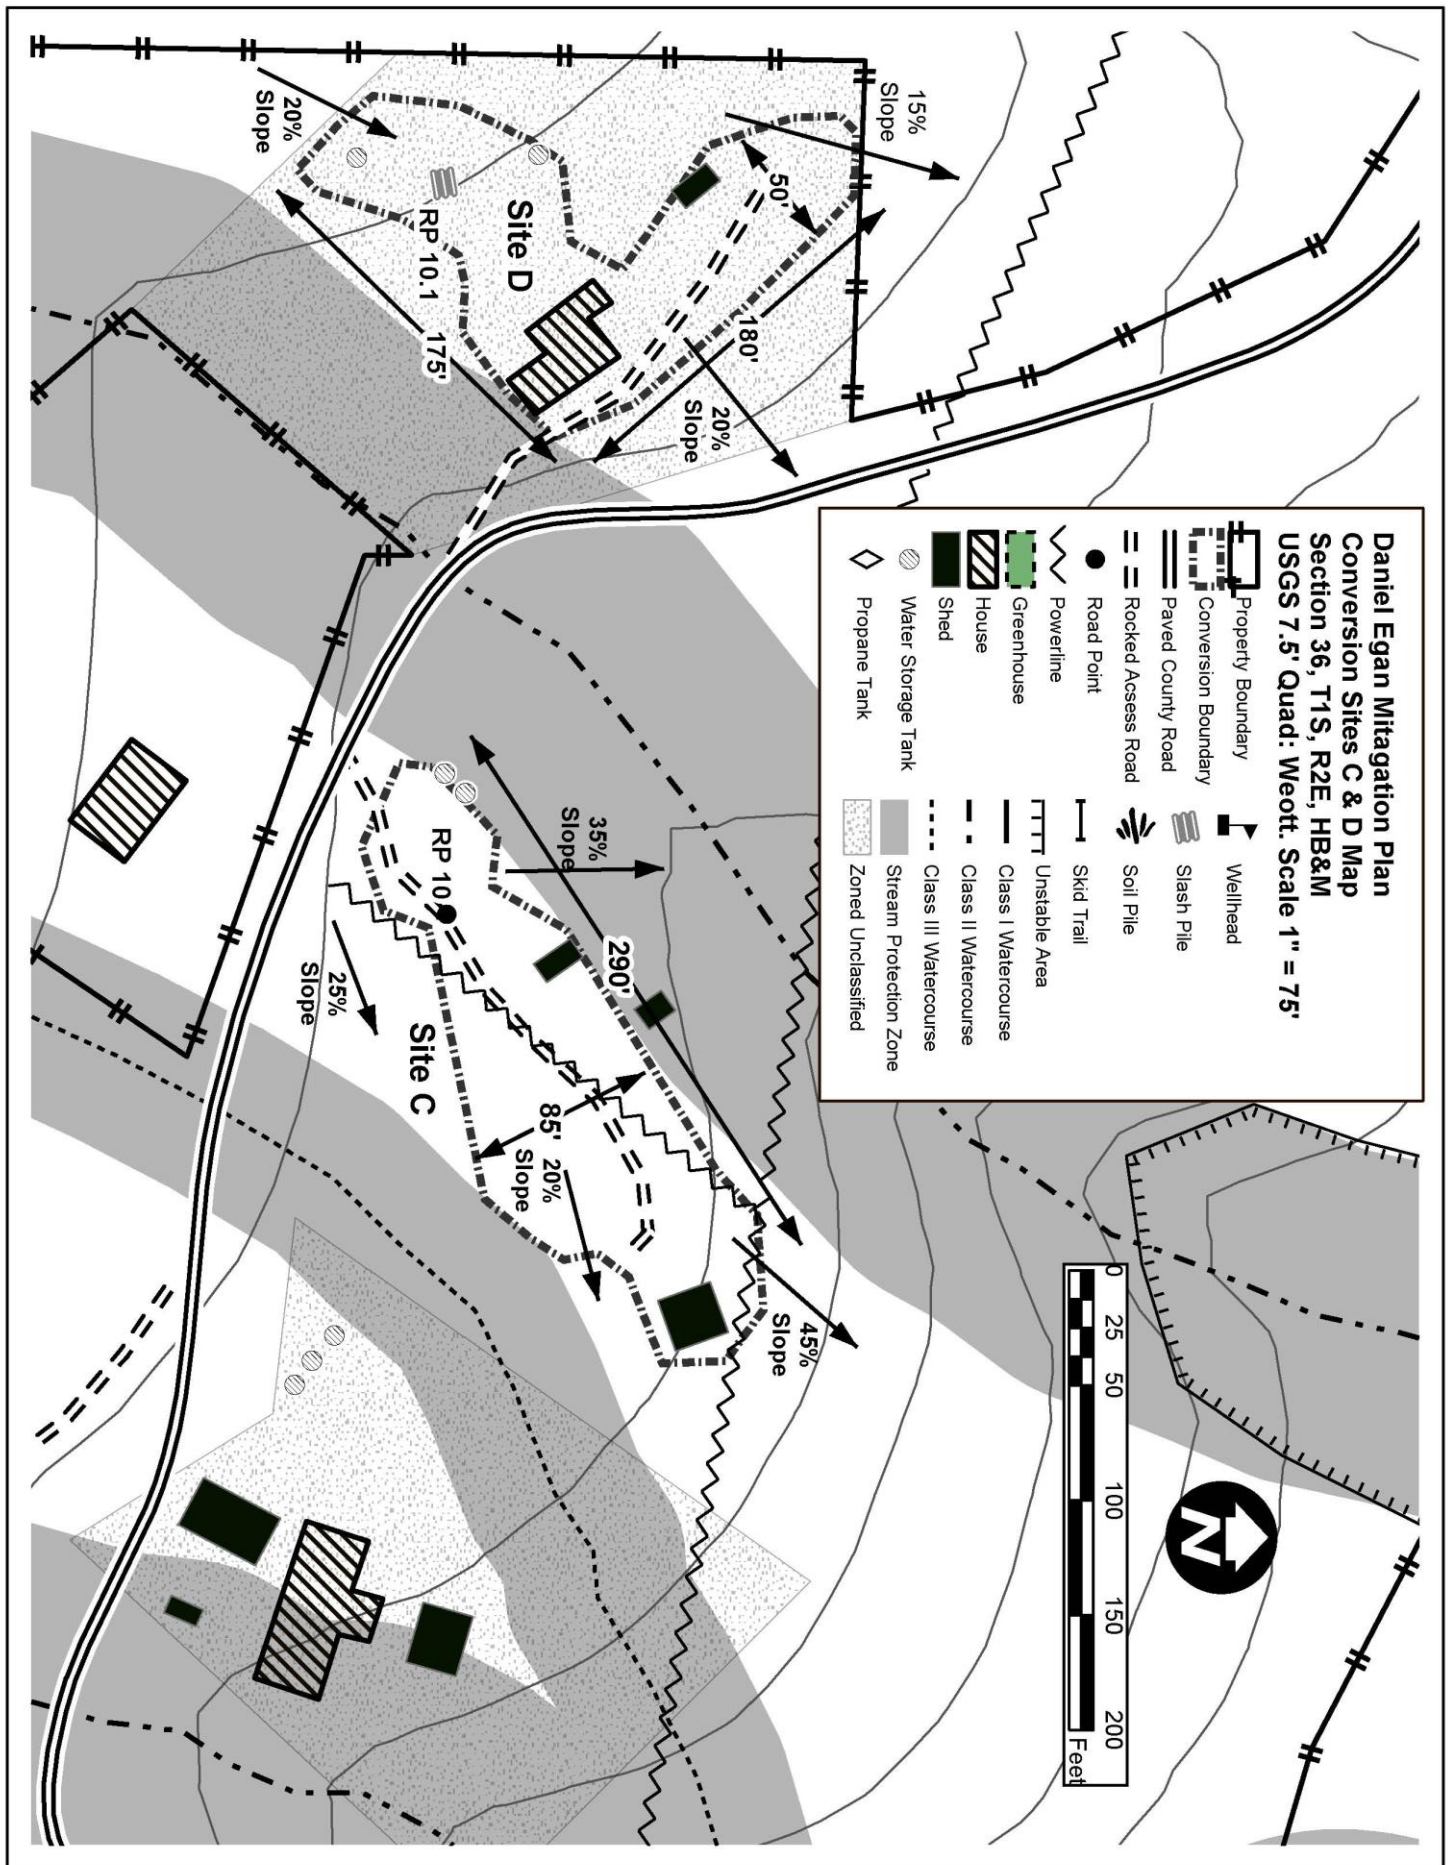 Daniel Egan Mitagation Plan
Conversion Sites C & D Map
Section 36, T1S, R2E, HB&M
USGS 7.5' Quad: Weott. Scale 1" = 75'
Property Boundary
Conversion Boundary
Paved County Road
Rocked Acsess Road
Road Point
Powerline
Greenhouse
House
Shed
Water Storage Tank
Propane Tank
Wellhead
Slash Pile
Soil Pile
Skid Trail
Unstable Area
Class I Watercourse
Class II Watercourse
Class III Watercourse
Stream Protection Zone
Zoned Unclassified
15%
Slope
20%
Slope
50'
Site D
RP 10.1
180'
175'
20%
Slope
35%
Slope
RP 10
290'
25%
Slope
Site C
85'
20%
Slope
45%
Slope
0 25 50 100 150 200
Feet
N